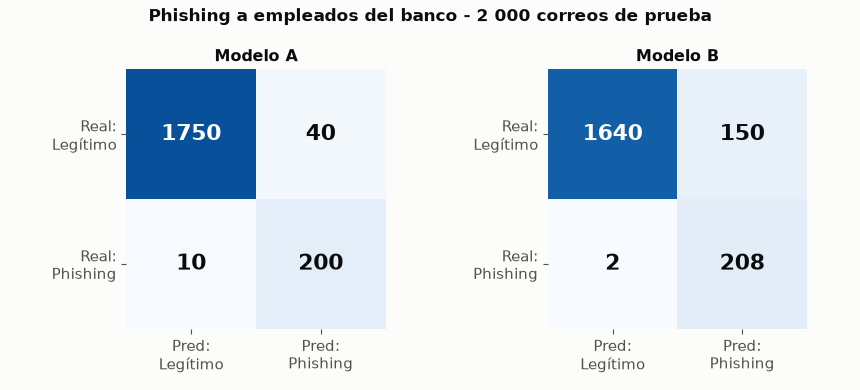 Phishing a empleados del banco - 2 000 correos de prueba
Modelo A
Real:
Legítimo
1750
40
Real:
Phishing
10
200
Pred:
Legítimo
Pred:
Phishing
Modelo B
Real:
Legítimo
1640
150
Real:
Phishing
2
208
Pred:
Legítimo
Pred:
Phishing